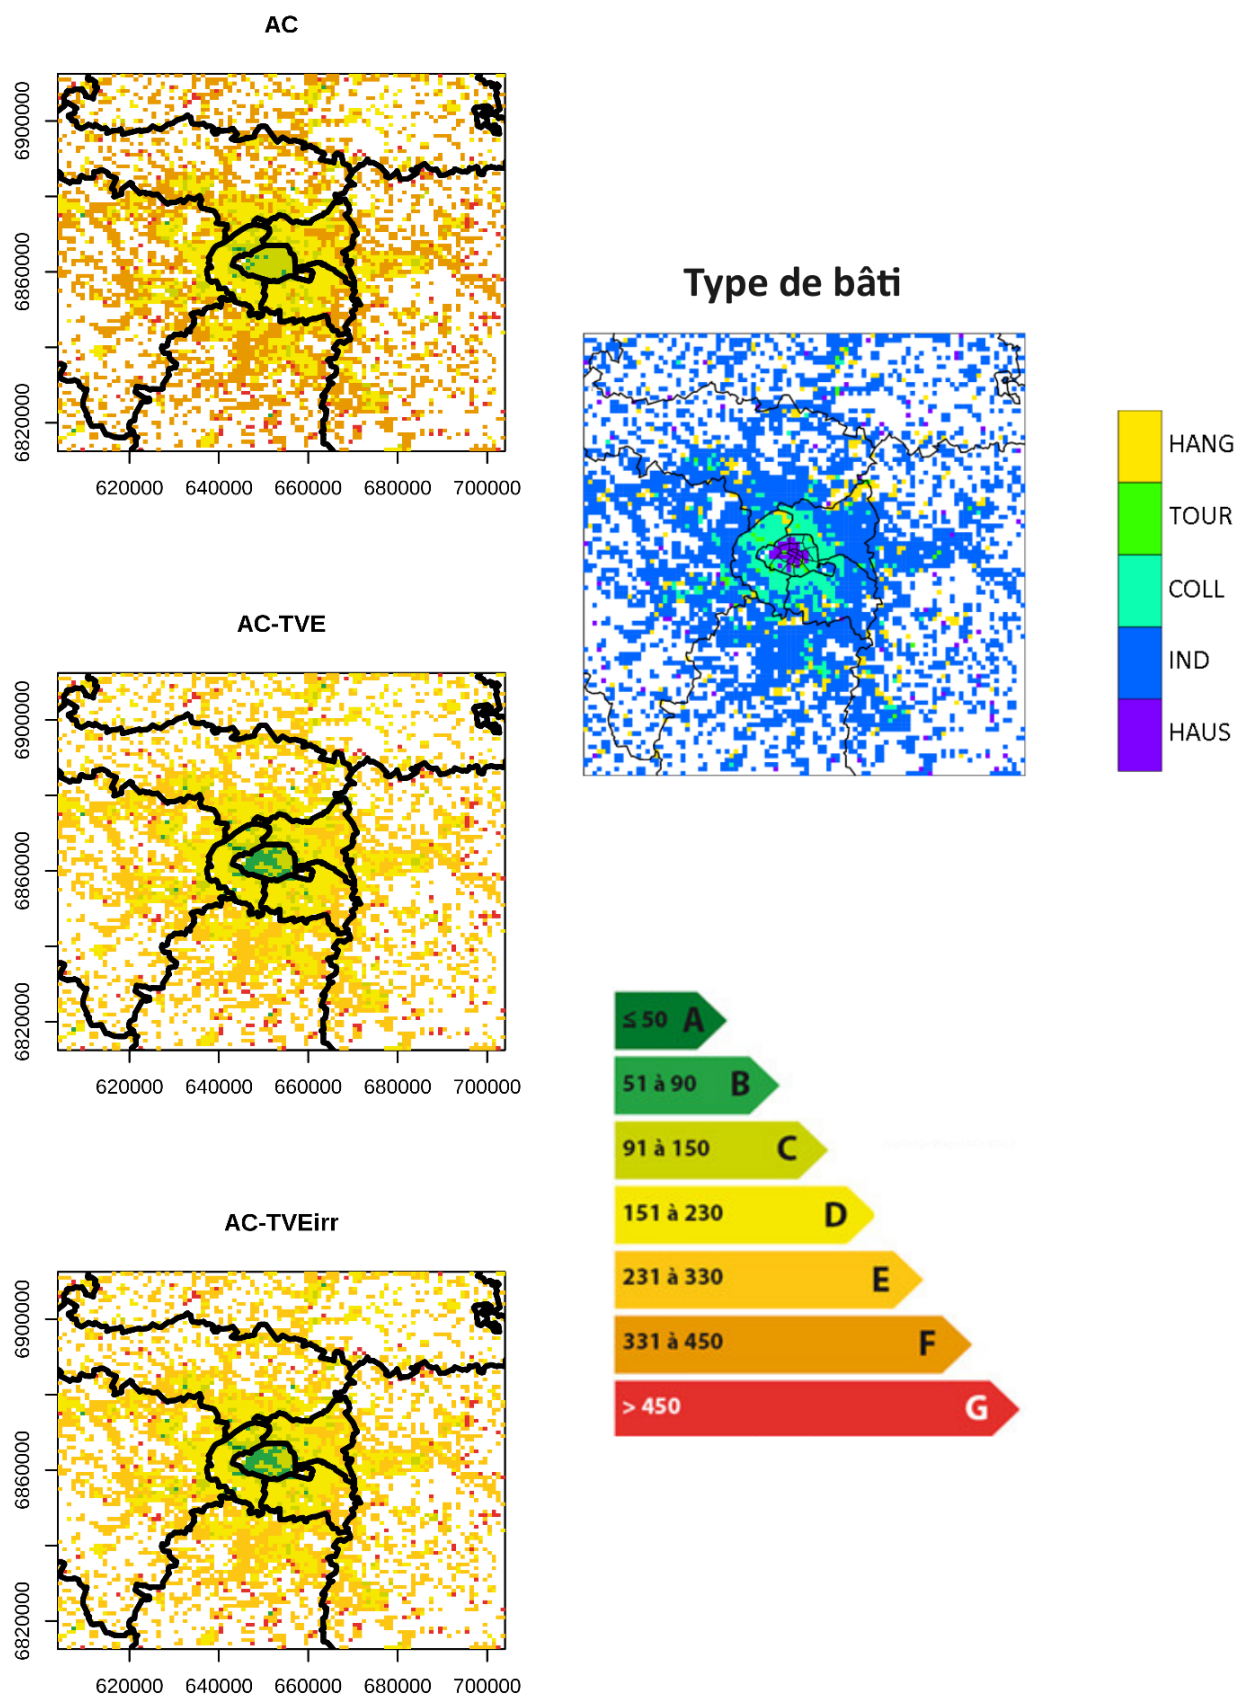 AC
6900000
6860000
6820000
620000 640000 660000 680000 700000
Type de bâti
HANG
TOUR
COLL
IND
HAUS
AC-TVE
6900000
6860000
6820000
620000 640000 660000 680000 700000
≤ 50 A
51 à 90 B
91 à 150 C
151 à 230 D
231 à 330 E
331 à 450 F
> 450 G
AC-TVEirr
6900000
6860000
6820000
620000 640000 660000 680000 700000